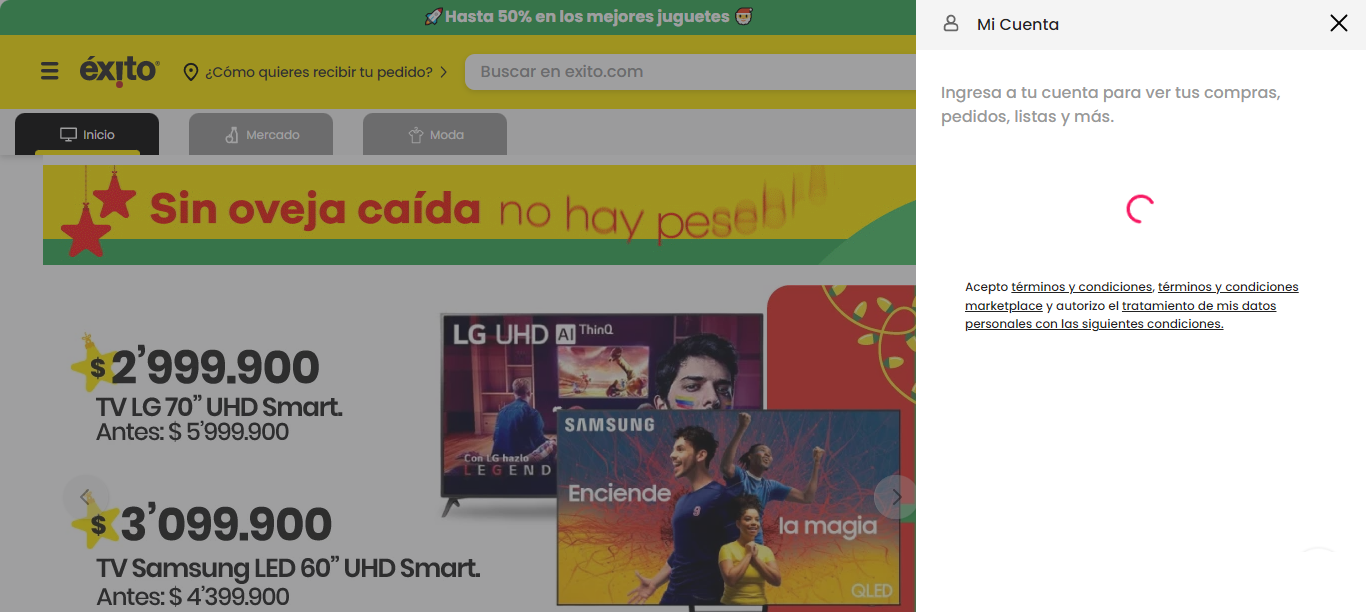 Hasta 50% en los mejores juguetes
éxito
¿Cómo quieres recibir tu pedido?
Buscar en exito.com
Inicio
Mercado
Moda
Sin oveja caída no hay pesebr
$2’999.900
TV LG 70” UHD Smart.
Antes: $ 5’999.900
$3’099.900
TV Samsung LED 60” UHD Smart.
Antes: $ 4’399.900
LG UHD AI ThinQ
Con LG hazlo
LEGEND
SAMSUNG
Enciende
la magia
QLED
Mi Cuenta
Ingresa a tu cuenta para ver tus compras,
pedidos, listas y más.
Acepto términos y condiciones, términos y condiciones
marketplace y autorizo el tratamiento de mis datos
personales con las siguientes condiciones.